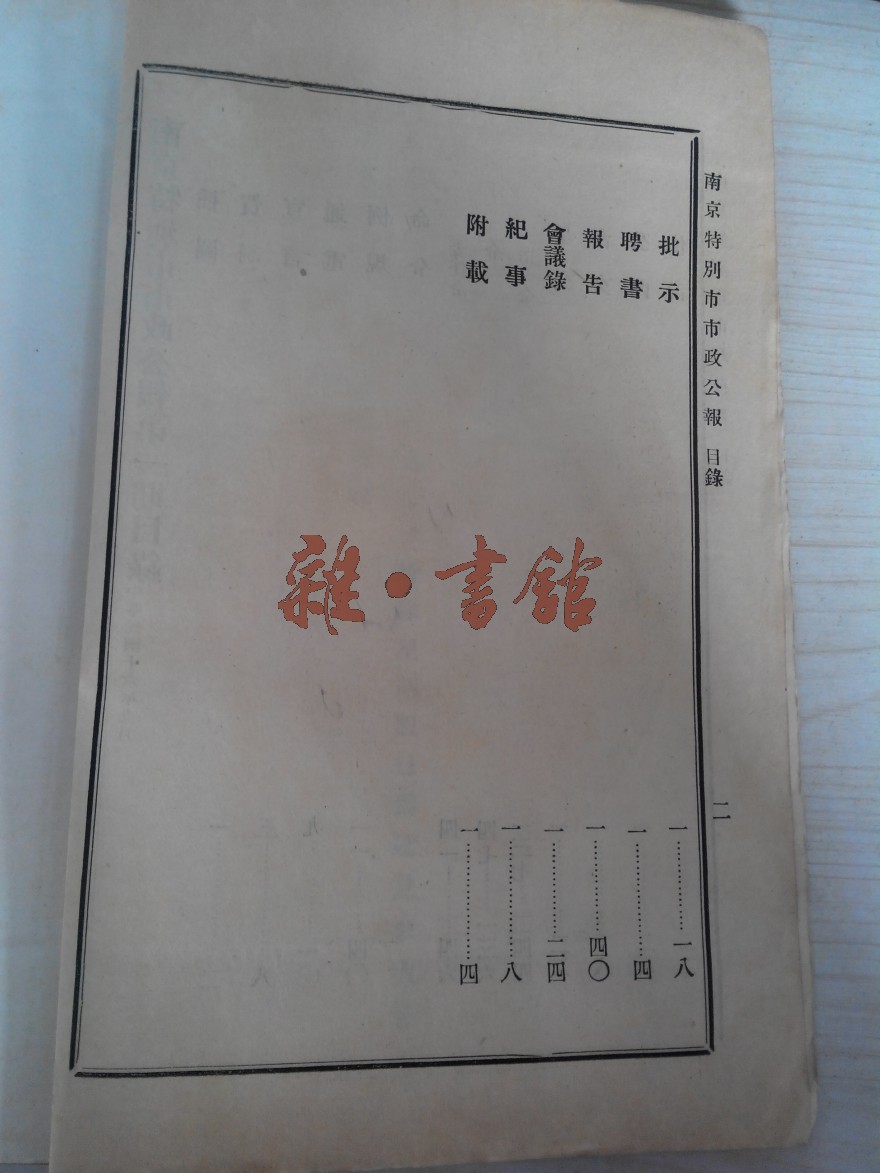 南京特別市市政公報 目錄
二
批示 一………………一八
聘書 一………………四
報告 一………………四〇
會議錄 一………………二四
紀事 一………………八
附載 一………………四
雜·書館